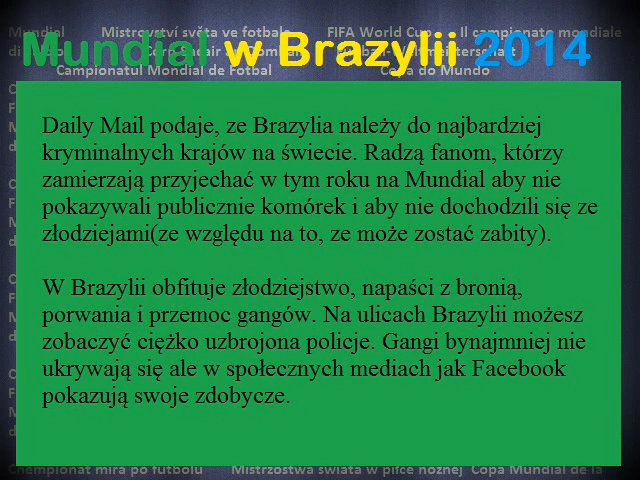 Mundial Mistrovství světa ve fotbale FIFA World Cup Il campionato mondiale
Mundial w Brazylii 2014
Campionatul Mondial de Fotbal Copa do Mundo
Daily Mail podaje, ze Brazylia należy do najbardziej
kryminalnych krajów na świecie. Radzą fanom, którzy
zamierzają przyjechać w tym roku na Mundial aby nie
pokazywali publicznie komórek i aby nie dochodzili się ze
złodziejami(ze względu na to, ze może zostać zabity).
W Brazylii obfituje złodziejstwo, napaści z bronią,
porwania i przemoc gangów. Na ulicach Brazylii możesz
zobaczyć ciężko uzbrojona policje. Gangi bynajmniej nie
ukrywają się ale w społecznych mediach jak Facebook
pokazują swoje zdobycze.
Chempionat mira po futbolu Mistrzostwa świata w piłce nożnej Copa Mundial de la